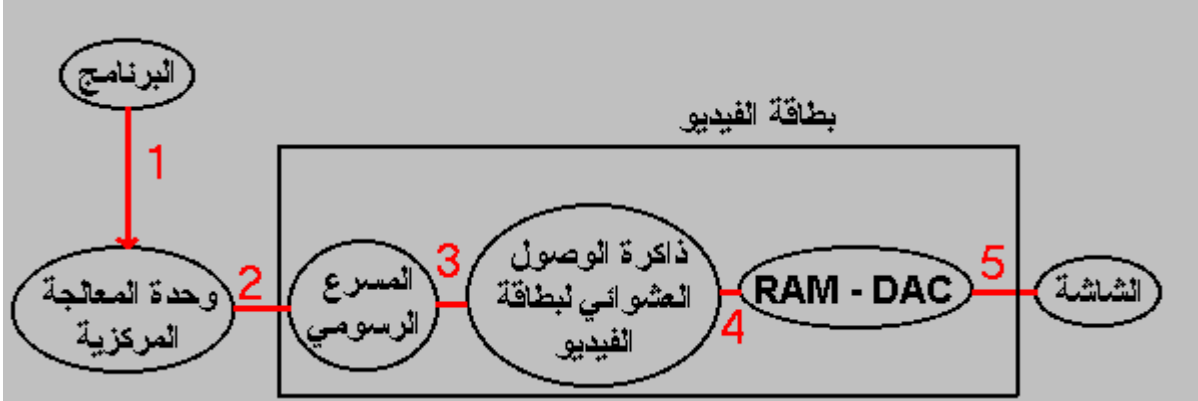 البرنامج
1
بطاقة الفيديو
وحدة المعالجة
المركزية
2
المسرع
الرسومي
3
ذاكرة الوصول
العشوائي لبطاقة
الفيديو
4
RAM - DAC
5
الشاشة